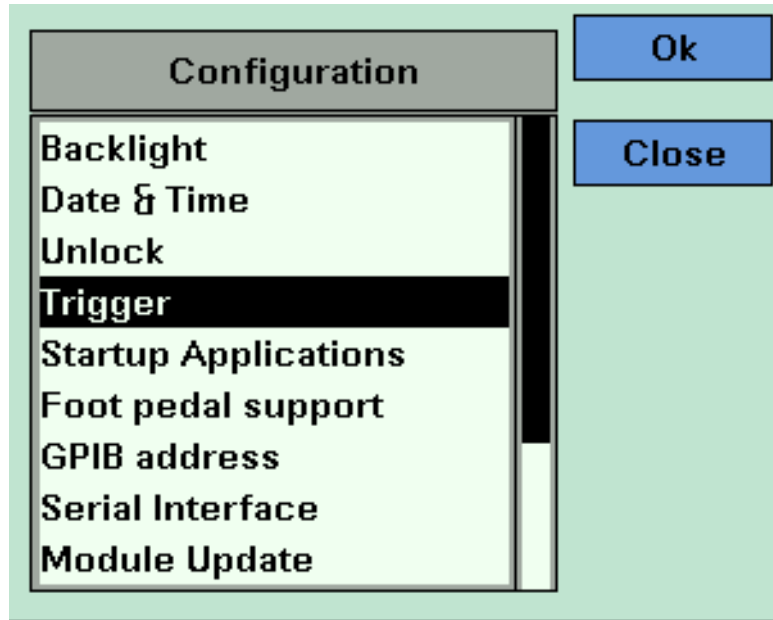 Configuration
Ok
Close
Backlight
Date & Time
Unlock
Trigger
Startup Applications
Foot pedal support
GPIB address
Serial Interface
Module Update